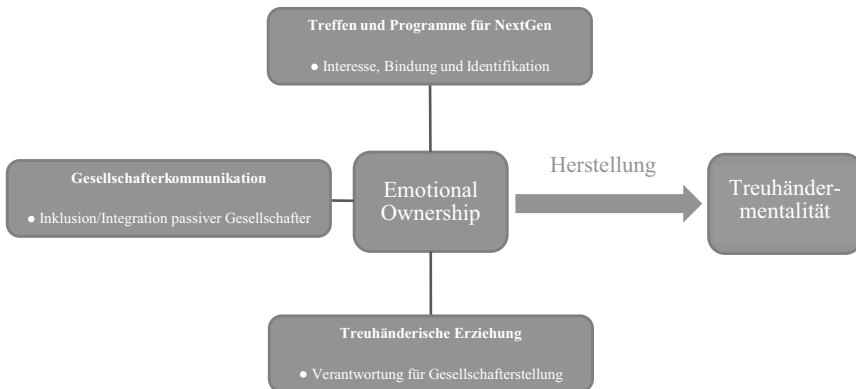 Treffen und Programme für NextGen
● Interesse, Bindung und Identifikation
Gesellschafterkommunikation
● Inklusion/Integration passiver Gesellschafter
Emotional
Ownership
Herstellung
Treuhänder-
mentalität
Treuhänderische Erziehung
● Verantwortung für Gesellschafterstellung